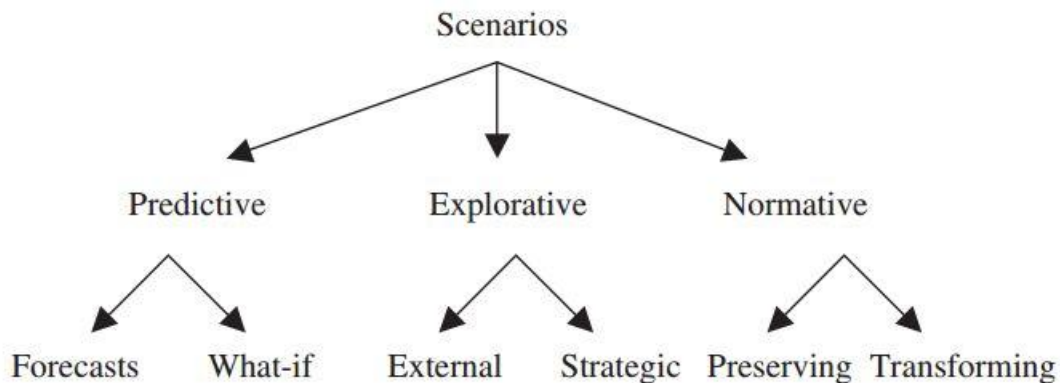 Scenarios
Predictive Explorative Normative
Forecasts What-if External Strategic Preserving Transforming